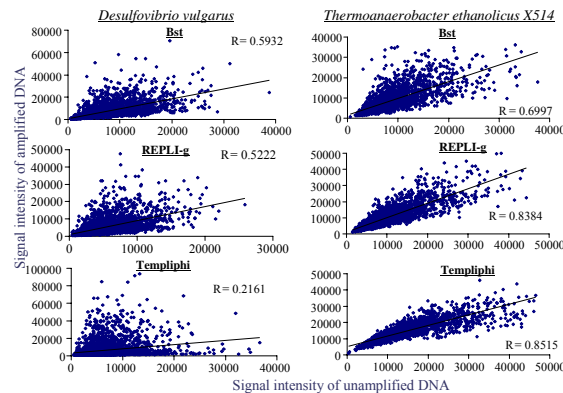 Desulfovibrio vulgarus
Thermoanaerobacter ethanolicus X514
Signal intensity of amplified DNA
Bst
80000
60000
40000
20000
0
R= 0.5932
0 10000 20000 30000 40000
Bst
40000
30000
20000
10000
0
R= 0.6997
0 10000 20000 30000 40000
REPLI-g
50000
40000
30000
20000
10000
0
R= 0.5222
0 10000 20000 30000
REPLI-g
50000
40000
30000
20000
10000
0
R= 0.8384
0 10000 20000 30000 40000 50000
Templiphi
100000
80000
60000
40000
20000
0
R= 0.2161
0 10000 20000 30000 40000
Templiphi
50000
40000
30000
20000
10000
0
R= 0.8515
0 10000 20000 30000 40000 50000
Signal intensity of unamplified DNA